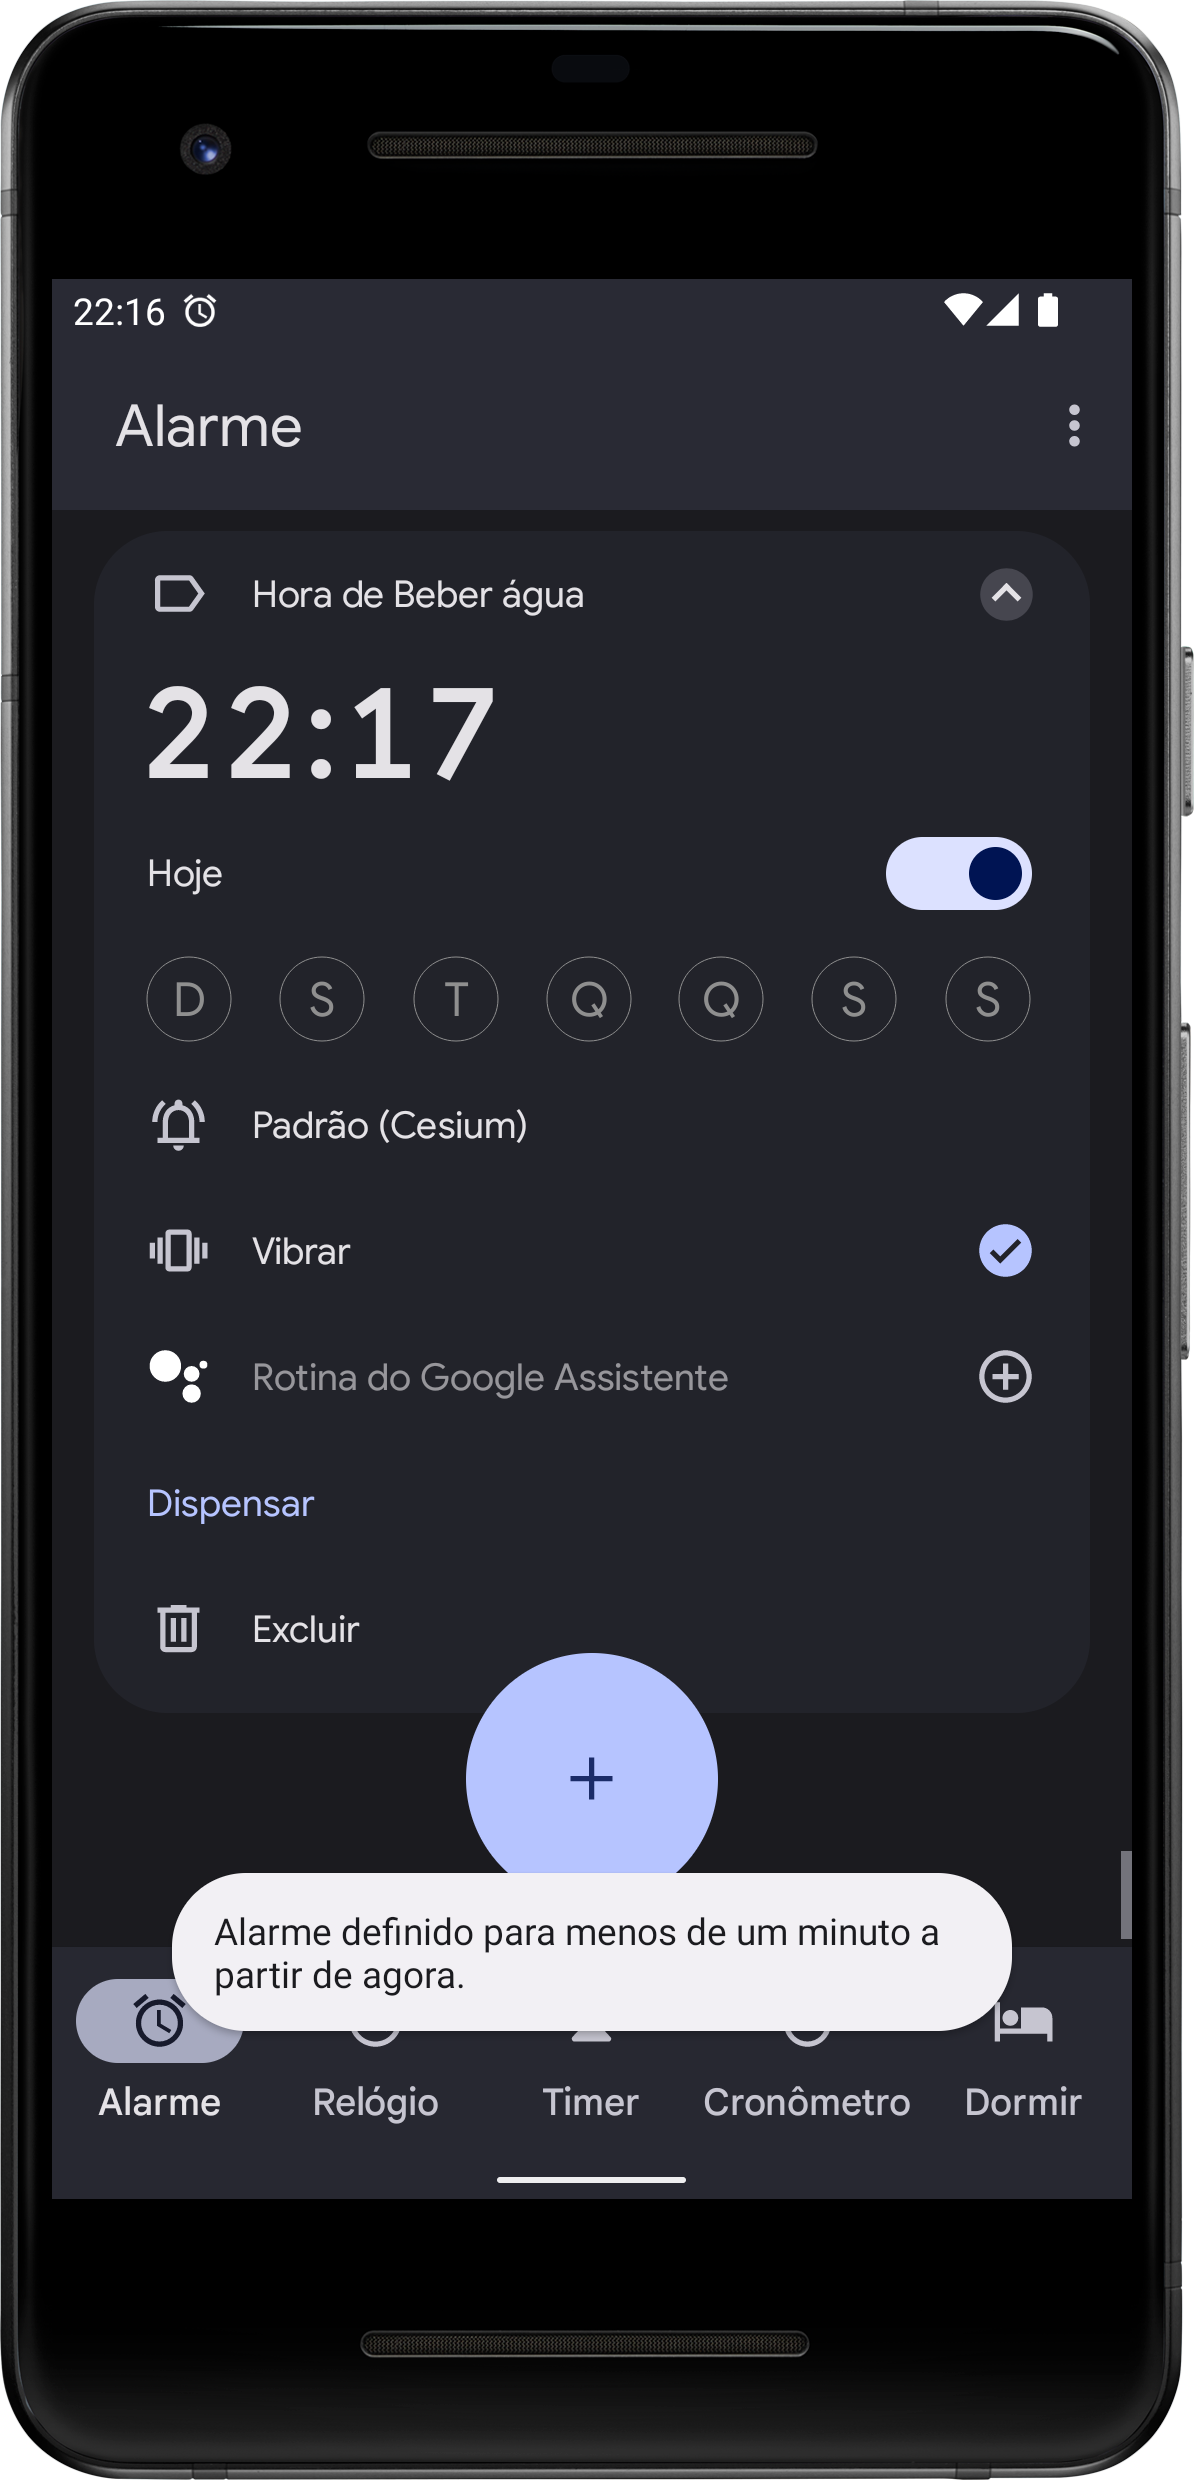 22:16
Alarme
Hora de Beber água
22:17
Hoje
D S T Q Q S S
Padrão (Cesium)
Vibrar
Rotina do Google Assistente
Dispensar
Excluir
+
Alarme definido para menos de um minuto a
partir de agora.
Alarme Relógio Timer Cronômetro Dormir